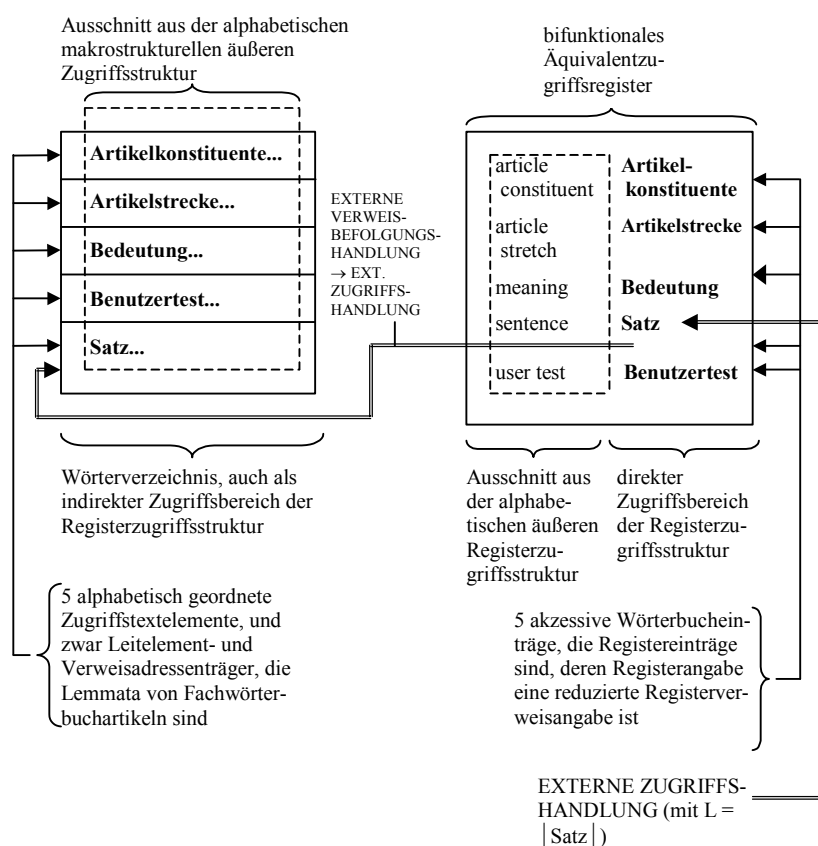 Ausschnitt aus der alphabetischen
makrostrukturellen äußeren
Zugriffsstruktur
bifunktionales
Äquivalentzu-
griffsregister
Artikelkonstituente...
Artikelstrecke...
Bedeutung...
Benutzertest...
Satz...
EXTERNE
VERWEIS-
BEFOLGUNGS-
HANDLUNG
→ EXT.
ZUGRIFFS-
HANDLUNG
article Artikel-
constituent konstituente
article Artikelstrecke
stretch
meaning Bedeutung
sentence Satz
user test Benutzertest
Wörterverzeichnis, auch als
indirekter Zugriffsbereich der
Registerzugriffsstruktur
Ausschnitt aus
der alphabe-
tischen äußeren
Registerzu-
griffsstruktur
direkter
Zugriffsbereich
der Registerzu-
griffsstruktur
5 alphabetisch geordnete
Zugriffstextelemente, und
zwar Leitelement- und
Verweisadressenträger, die
Lemmata von Fachwörter-
buchartikeln sind
5 akzessive Wörterbuchein-
träge, die Registereinträge
sind, deren Registerangabe
eine reduzierte Registerver-
weisangabe ist
EXTERNE ZUGRIFFS-
HANDLUNG (mit L =
|Satz|)